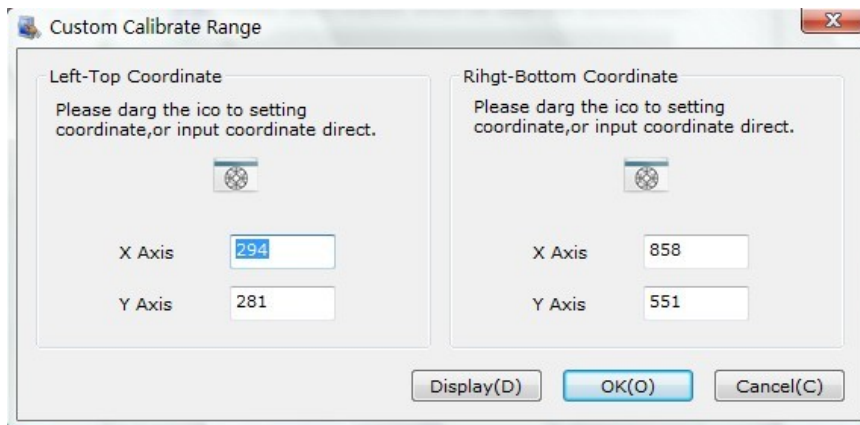 Custom Calibrate Range
Left-Top Coordinate
Please darg the ico to setting
coordinate,or input coordinate direct.
X Axis 294
Y Axis 281
Rihgt-Bottom Coordinate
Please darg the ico to setting
coordinate,or input coordinate direct.
X Axis 858
Y Axis 551
Display(D) OK(O) Cancel(C)